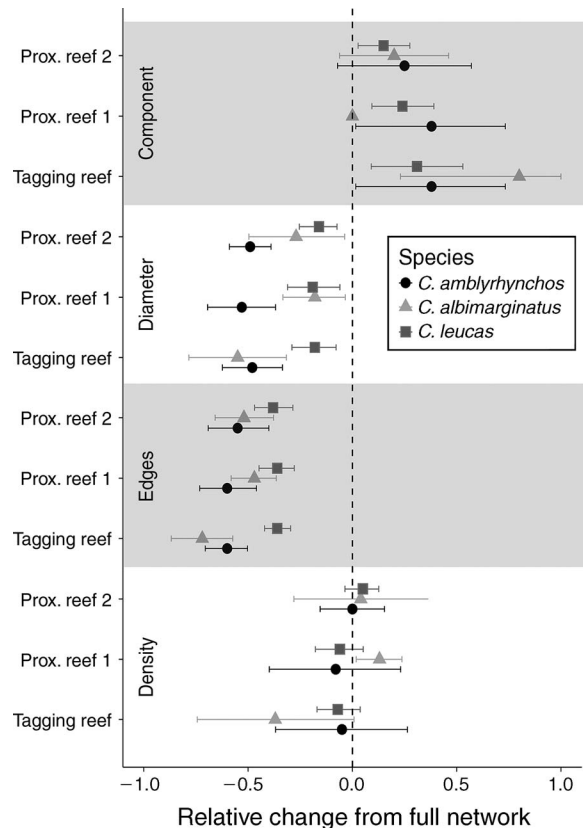 Component
Prox. reef 2
Prox. reef 1
Tagging reef
Diameter
Prox. reef 2
Prox. reef 1
Tagging reef
Edges
Prox. reef 2
Prox. reef 1
Tagging reef
Density
Prox. reef 2
Prox. reef 1
Tagging reef
Species
C. amblyrhynchos
C. albimarginatus
C. leucas
−1.0 −0.5 0.0 0.5 1.0
Relative change from full network